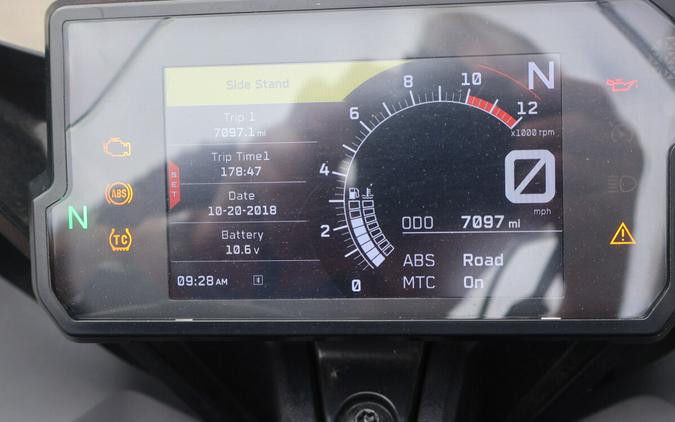 Side Stand
Trip 1
7097.1 mi
Trip Time1
178:47
Date
10-20-2018
Battery
10.6 V
09:28 AM
SET
0
2
4
6
8
10
12
x1000 rpm
N
0
mph
ODO 7097 mi
ABS Road
MTC On
N
ABS
TC